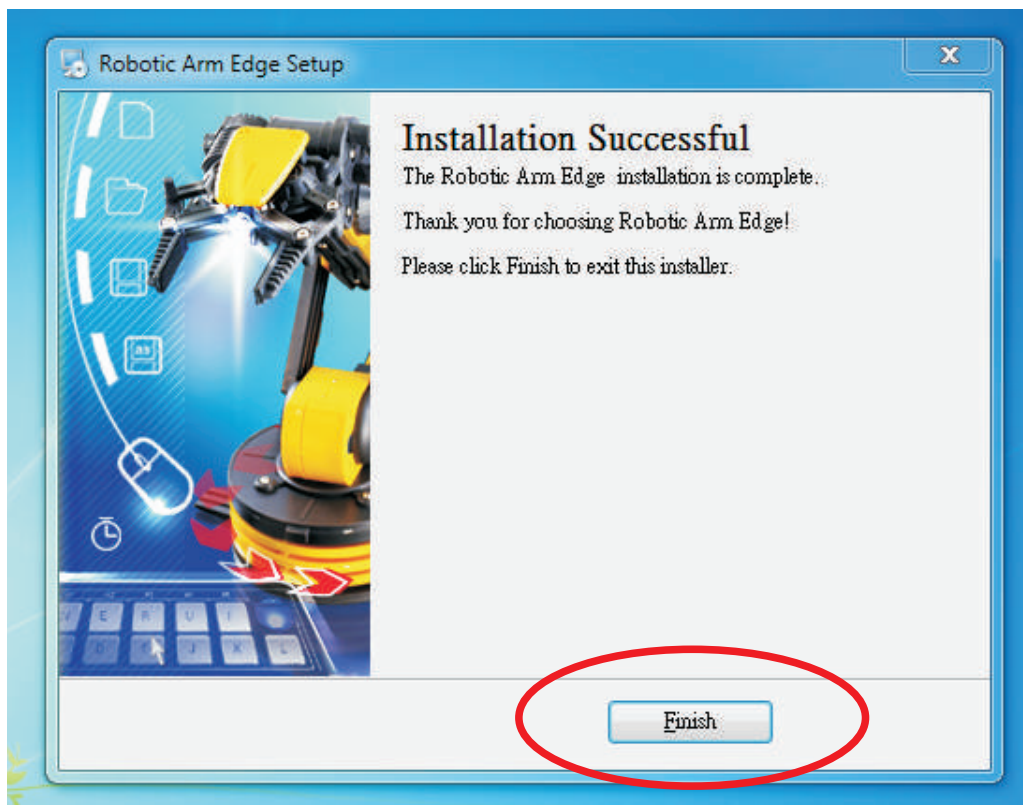 Robotic Arm Edge Setup
X
Installation Successful
The Robotic Arm Edge  installation is complete.
Thank you for choosing Robotic Arm Edge!
Please click Finish to exit this installer.
E R U I
J K L
Finish